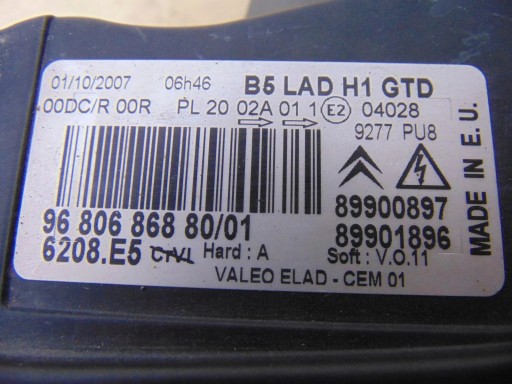 01/10/2007 06h46 B5 LAD H1 GTD
00DC/R 00R PL 20 02A 01 1 E2 04028
9277 PU8
96 806 868 80/01 89900897
6208.E5 CTVI Hard : A 89901896
Soft : V.O.11
VALEO ELAD - CEM 01
MADE IN E.U.